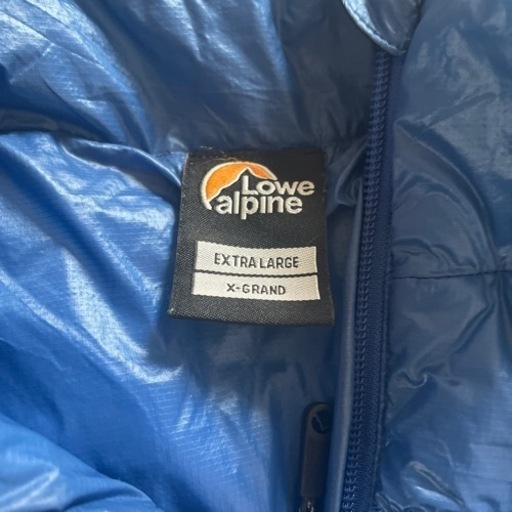 Lowe
alpine
EXTRA LARGE
X-GRAND